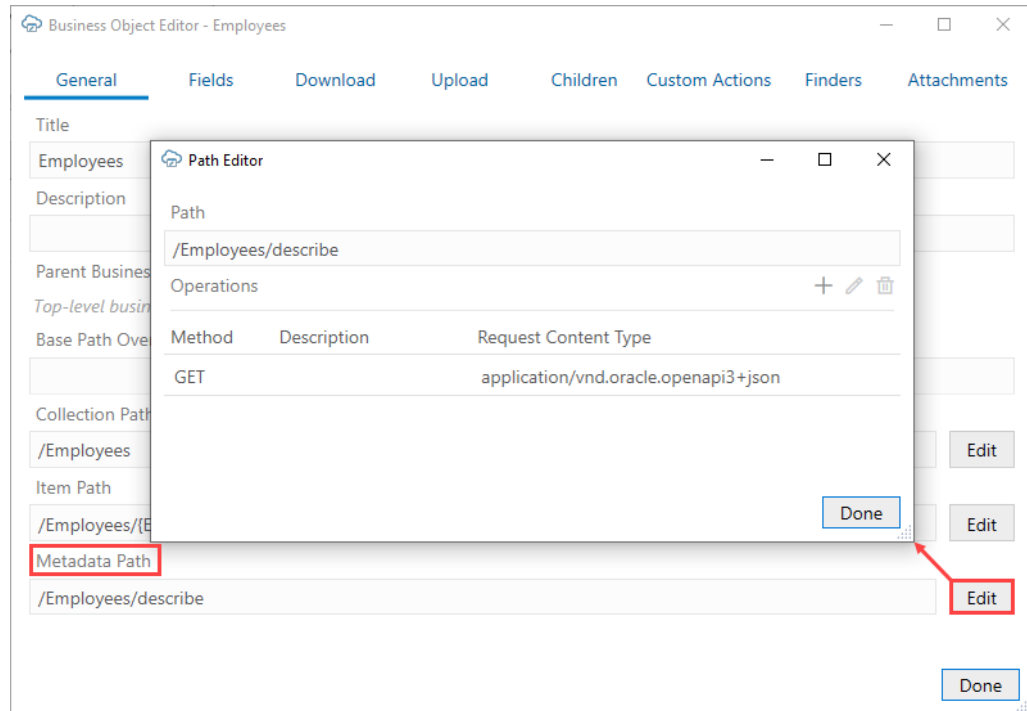 Business Object Editor - Employees
General Fields Download Upload Children Custom Actions Finders Attachments
Title
Employees
Description
Parent Busines
Top-level busin
Base Path Ove
Collection Path
/Employees
Edit
Item Path
/Employees/{E
Edit
Metadata Path
/Employees/describe
Edit
Done
Path Editor
Path
/Employees/describe
Operations
Method Description Request Content Type
GET application/vnd.oracle.openapi3+json
Done